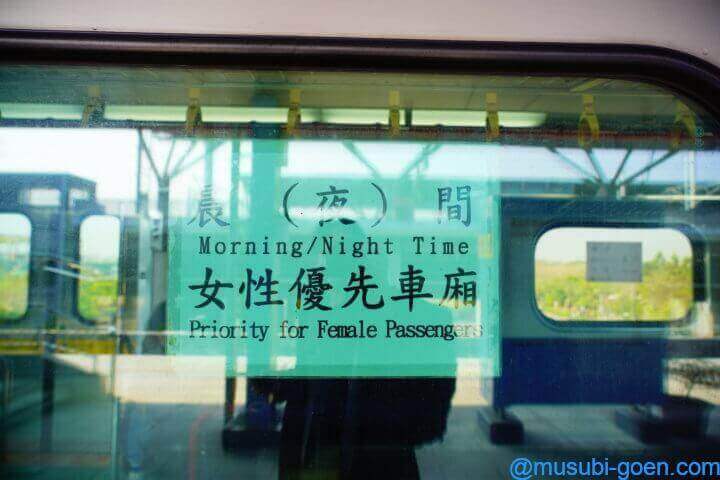 晨（夜）間
Morning/Night Time
女性優先車廂
Priority for Female Passengers
@musubi-goen.com